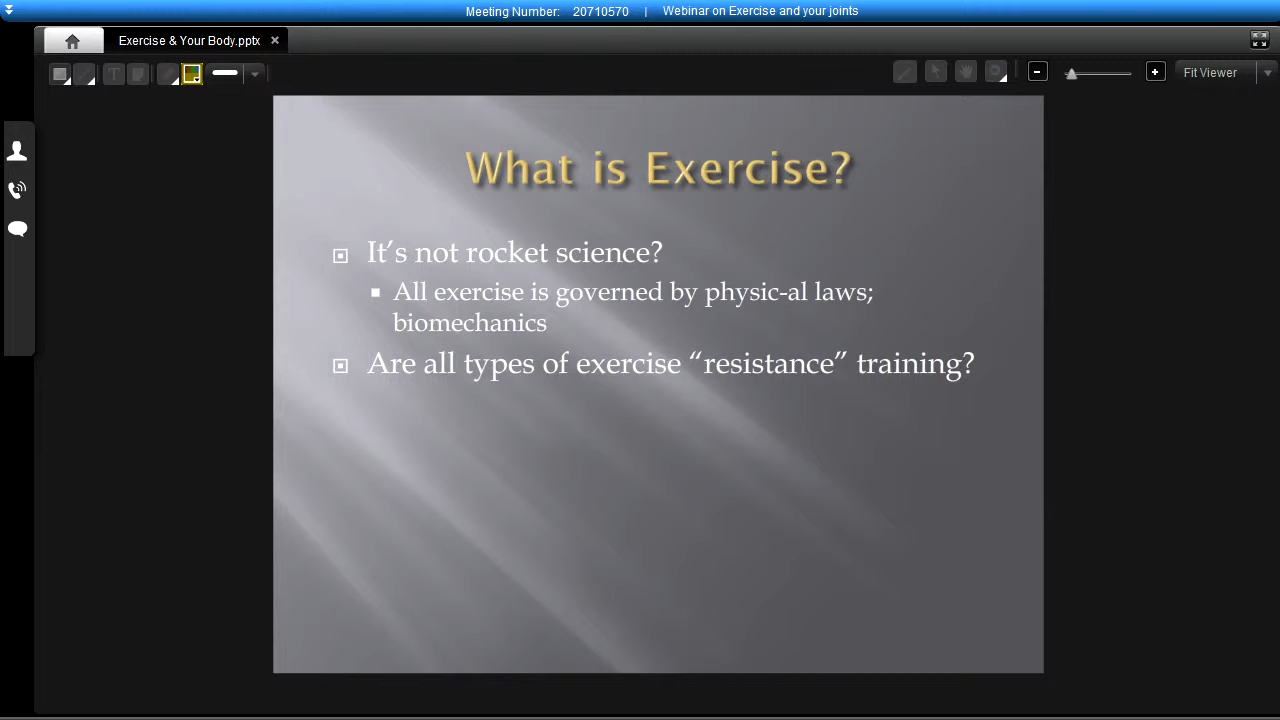 Meeting Number: 20710570 | Webinar on Exercise and your joints
Exercise & Your Body.pptx
Fit Viewer
What is Exercise?
It’s not rocket science?
All exercise is governed by physic-al laws;
biomechanics
Are all types of exercise “resistance” training?